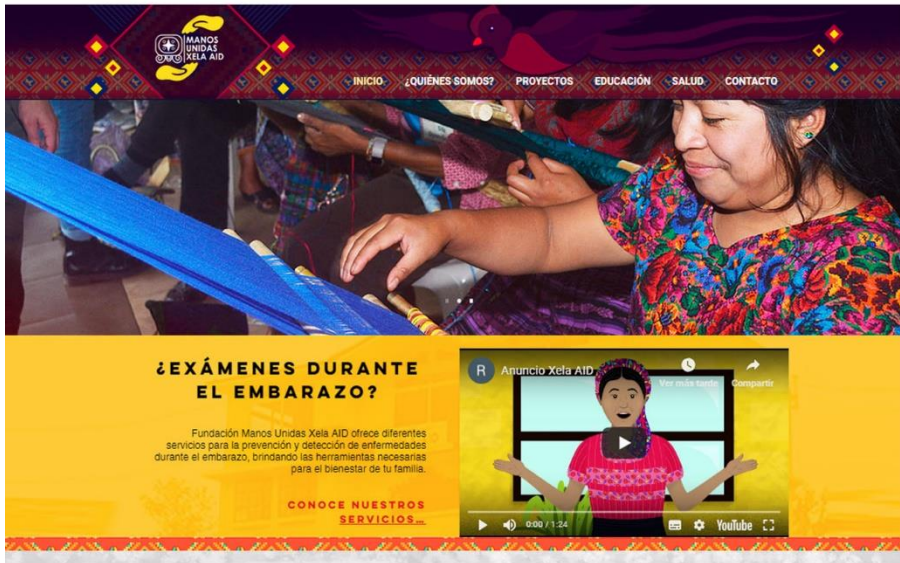 MANOS
UNIDAS
XELA AID
INICIO ¿QUIÉNES SOMOS? PROYECTOS EDUCACIÓN SALUD CONTACTO
¿EXÁMENES DURANTE
EL EMBARAZO?
Fundación Manos Unidas Xela AID ofrece diferentes
servicios para la prevención y detección de enfermedades
durante el embarazo, brindando las herramientas necesarias
para el bienestar de tu familia.
CONOCE NUESTROS
SERVICIOS…
R Anuncio Xela AID
Ver más tarde Compartir
0:00 / 1:24 YouTube